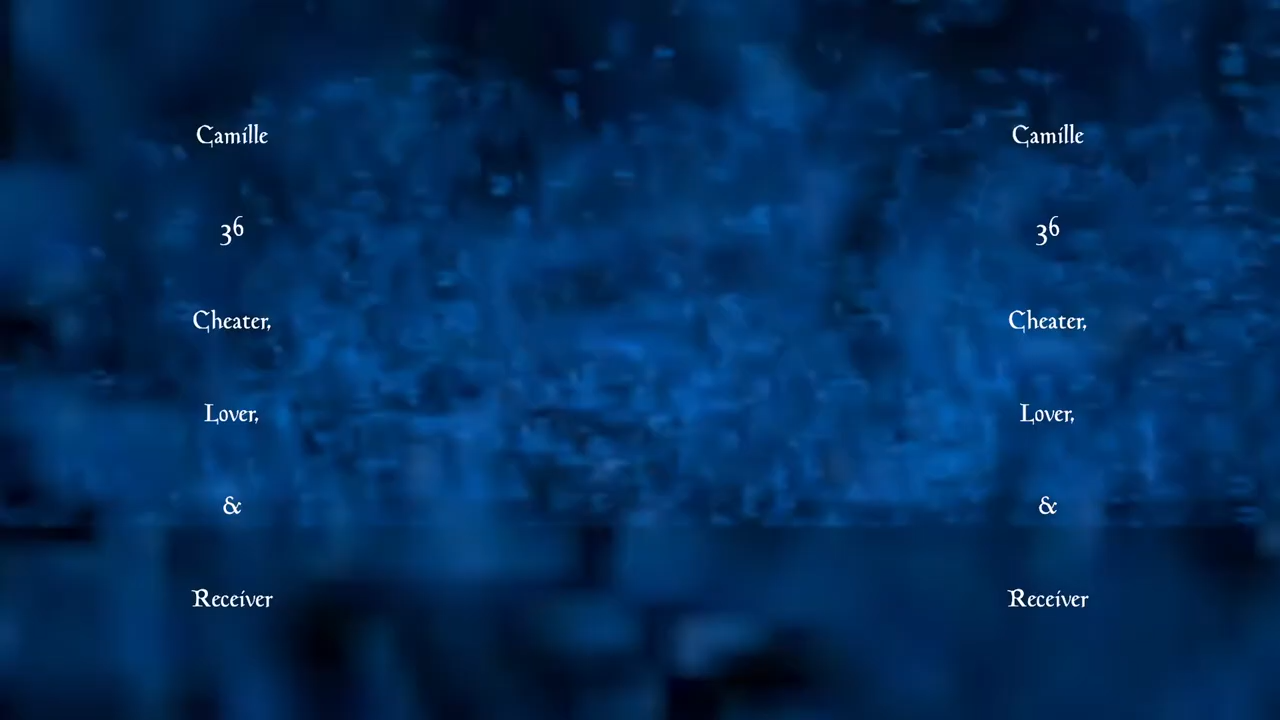 Camille
36
Cheater,
Lover,
&
Receiver
Camille
36
Cheater,
Lover,
&
Receiver